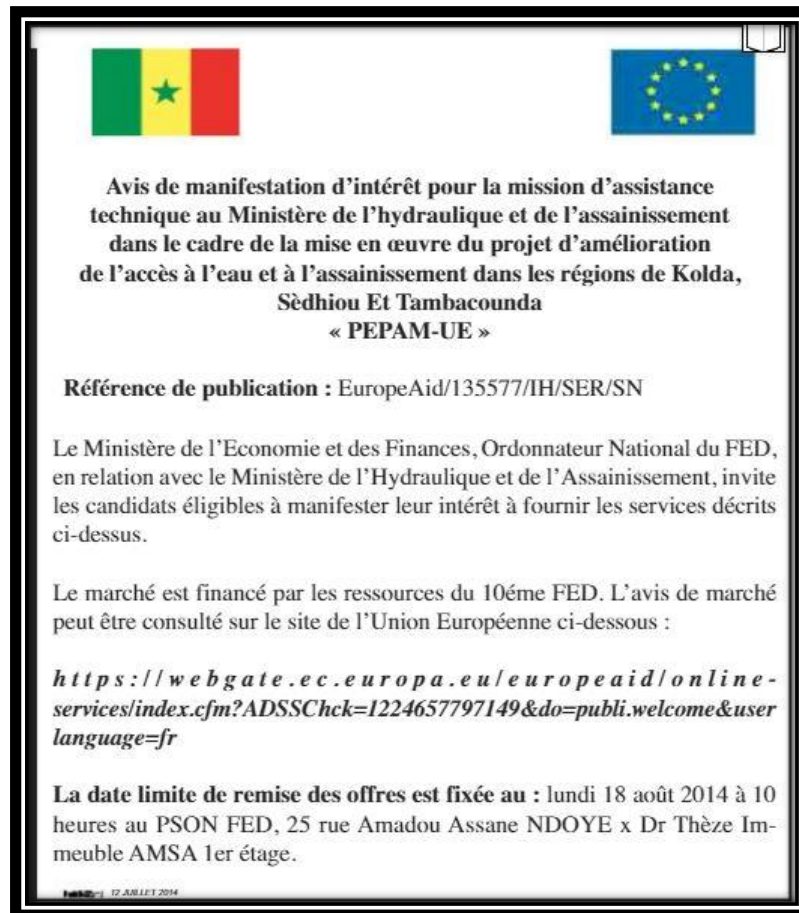 Avis de manifestation d'intérêt pour la mission d'assistance
technique au Ministère de l'hydraulique et de l'assainissement
dans le cadre de la mise en œuvre du projet d'amélioration
de l'accès à l'eau et à l'assainissement dans les régions de Kolda,
Sèdhiou Et Tambacounda
« PEPAM-UE »
Référence de publication : EuropeAid/135577/IH/SER/SN
Le Ministère de l'Economie et des Finances, Ordonnateur National du FED,
en relation avec le Ministère de l'Hydraulique et de l'Assainissement, invite
les candidats éligibles à manifester leur intérêt à fournir les services décrits
ci-dessus.
Le marché est financé par les ressources du 10éme FED. L'avis de marché
peut être consulté sur le site de l'Union Européenne ci-dessous :
https://webgate.ec.europa.eu/europeaid/online-
services/index.cfm?ADSSChck=1224657797149&do=publi.welcome&user
language=fr
La date limite de remise des offres est fixée au : lundi 18 août 2014 à 10
heures au PSON FED, 25 rue Amadou Assane NDOYE x Dr Thèze Im-
meuble AMSA 1er étage.
12 JUILLET 2014